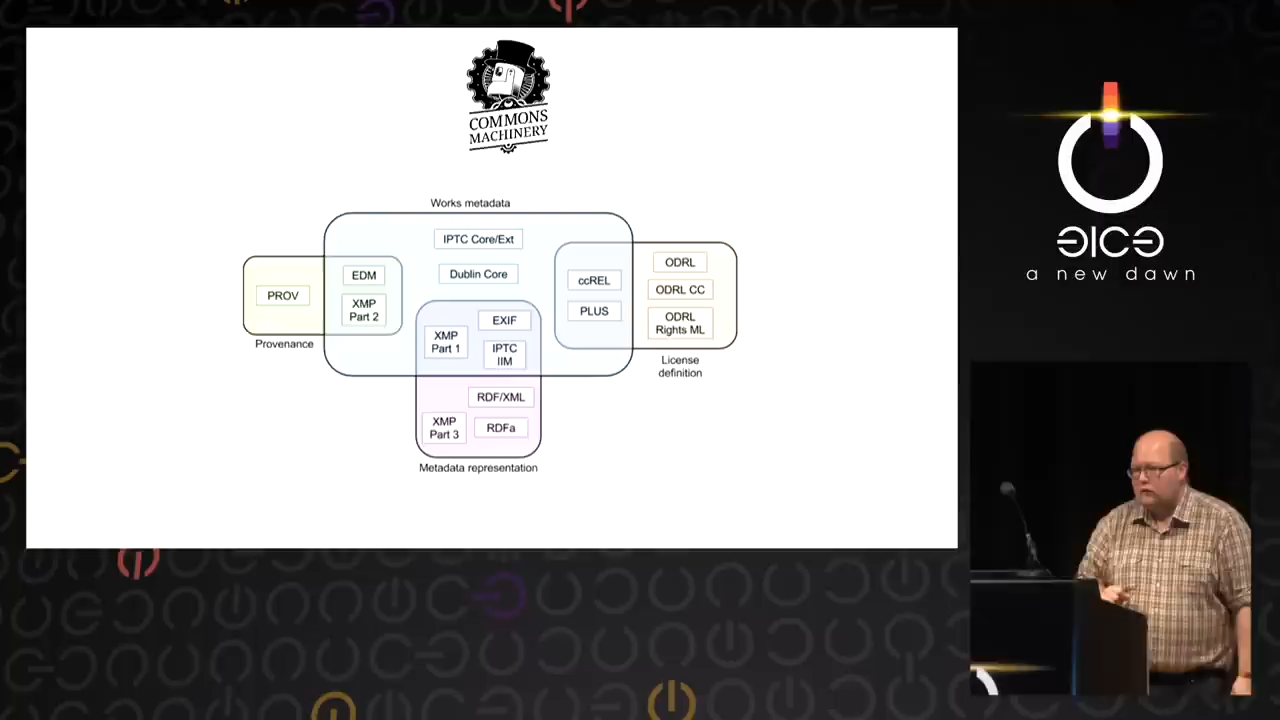 COMMONS
MACHINERY
Works metadata
IPTC Core/Ext
Dublin Core
EDM
XMP
Part 2
PROV
Provenance
ccREL
PLUS
ODRL
ODRL CC
ODRL
Rights ML
License
definition
XMP
Part 1
EXIF
IPTC
IIM
RDF/XML
XMP
Part 3
RDFa
Metadata representation
a new dawn